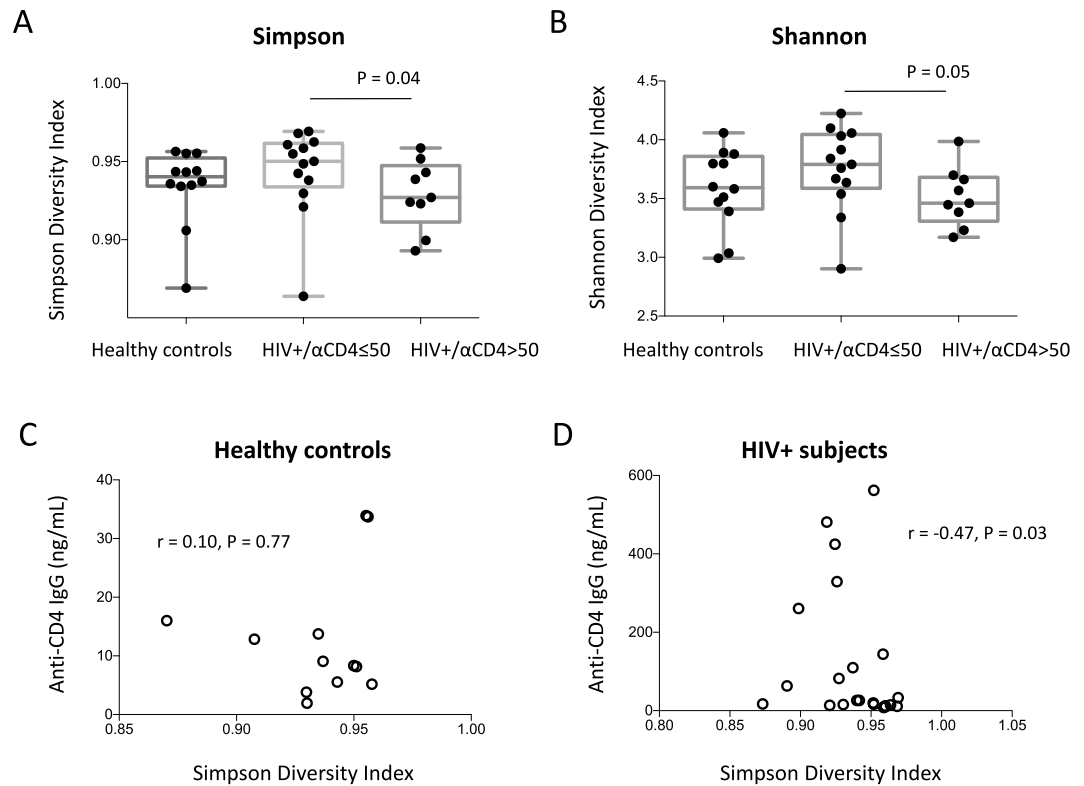 A
Simpson
P = 0.04
Simpson Diversity Index
1.00
0.95
0.90
Healthy controls
HIV+/αCD4≤50
HIV+/αCD4>50
B
Shannon
P = 0.05
Shannon Diversity Index
4.5
4.0
3.5
3.0
2.5
Healthy controls
HIV+/αCD4≤50
HIV+/αCD4>50
C
Healthy controls
r = 0.10, P = 0.77
Anti-CD4 IgG (ng/mL)
40
30
20
10
0
0.85
0.90
0.95
1.00
Simpson Diversity Index
D
HIV+ subjects
r = -0.47, P = 0.03
Anti-CD4 IgG (ng/mL)
600
400
200
0
0.80
0.85
0.90
0.95
1.00
1.05
Simpson Diversity Index